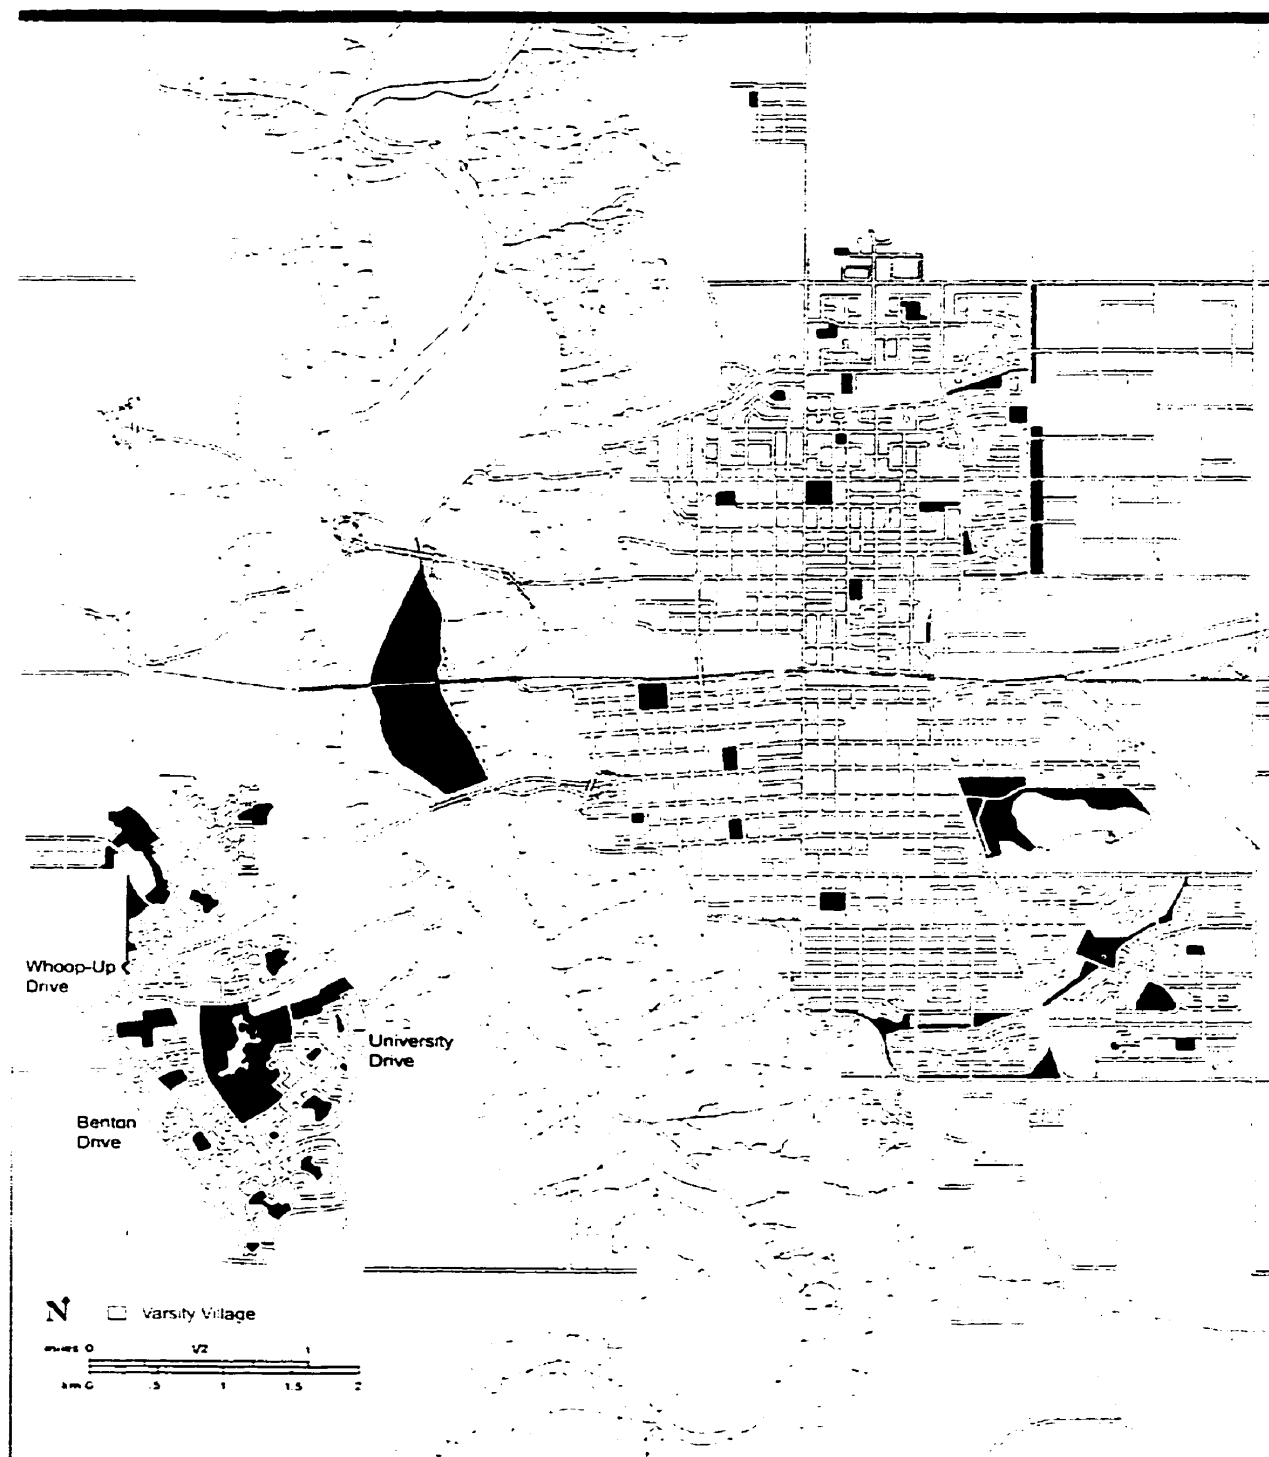 Whoop-Up
Drive
University
Drive
Benton
Drive
N
Varsity Village
miles 0 1/2 1
km 0 .5 1 1.5 2